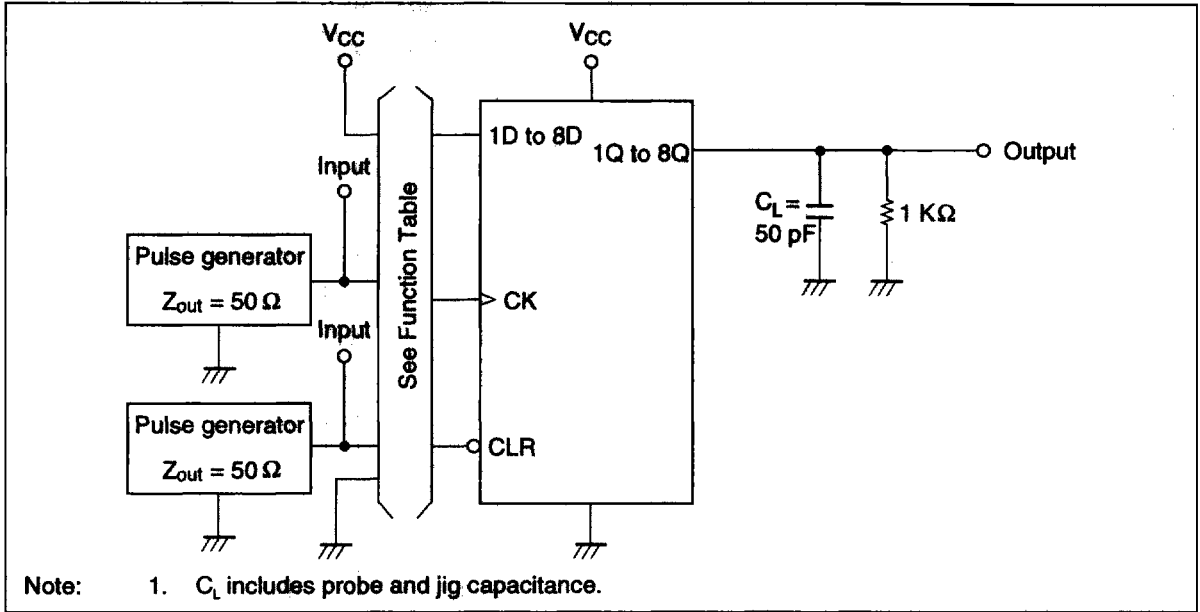 VCC
VCC
1D to 8D
1Q to 8Q
Output
Input
CL =
50 pF
1 KΩ
Pulse generator
Zout = 50 Ω
See Function Table
CK
Input
Pulse generator
Zout = 50 Ω
CLR
Note: 1. CL includes probe and jig capacitance.